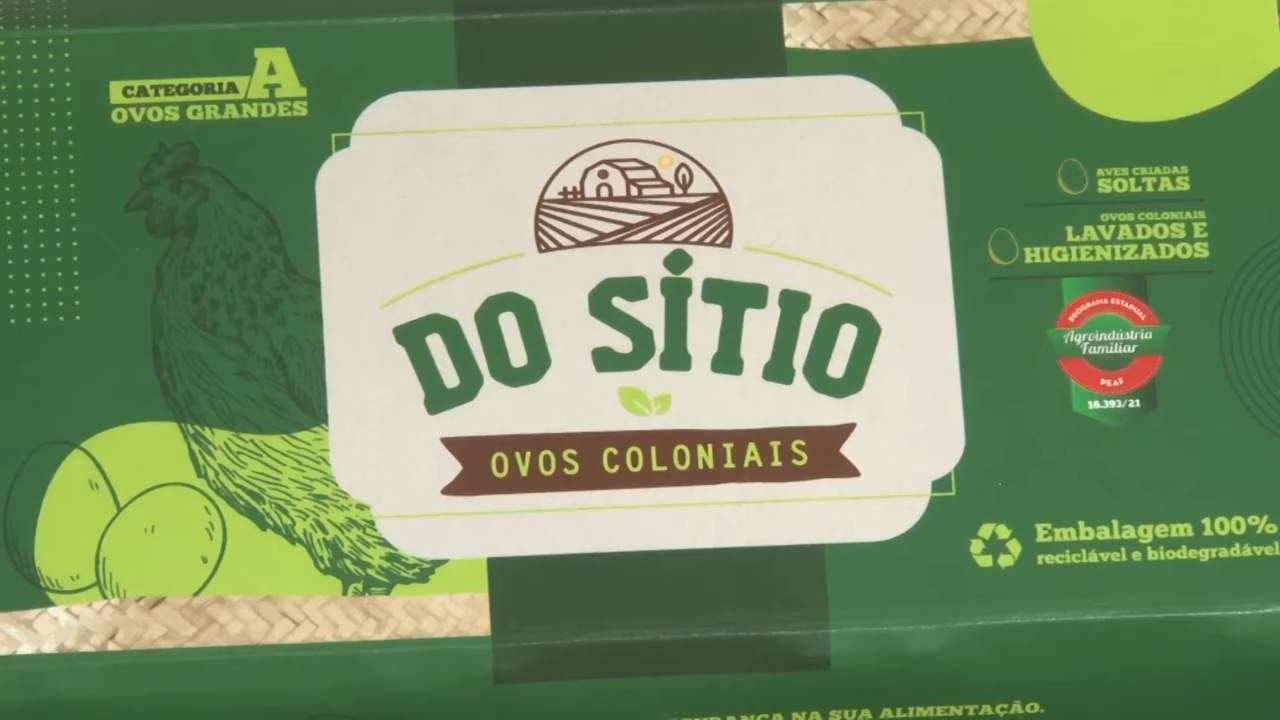 CATEGORIA A
OVOS GRANDES
DO SÍTIO
OVOS COLONIAIS
AVES CRIADAS
SOLTAS
OVOS COLONIAIS
LAVADOS E
HIGIENIZADOS
PROGRAMA ESTADUAL
Agroindústria
Familiar
PEAF
16.393/21
Embalagem 100%
reciclável e biodegradável
NA SUA ALIMENTAÇÃO.